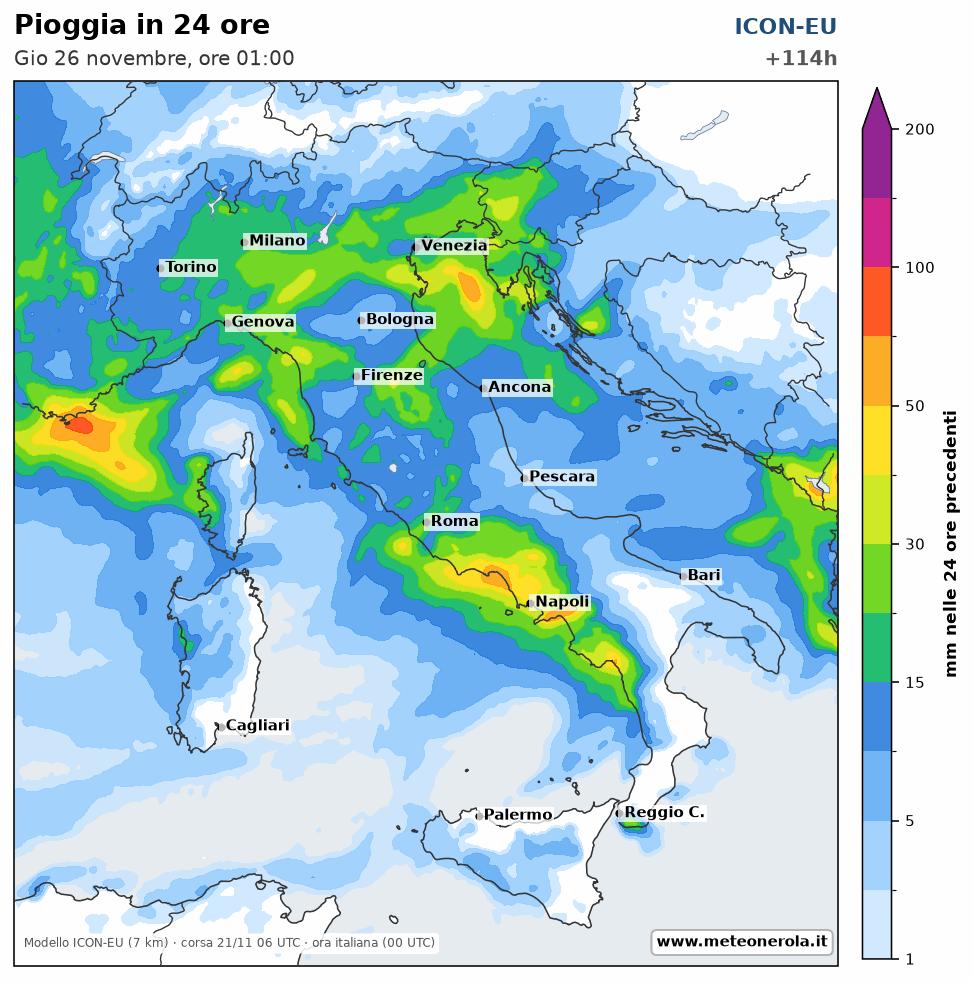 Pioggia in 24 ore
ICON-EU
Gio 26 novembre, ore 01:00
+114h
200
100
50
30
15
5
1
mm nelle 24 ore precedenti
Milano
Venezia
Torino
Genova
Bologna
Firenze
Ancona
Pescara
Roma
Bari
Napoli
Cagliari
Palermo
Reggio C.
Modello ICON-EU (7 km) · corsa 21/11 06 UTC · ora italiana (00 UTC)
www.meteonerola.it